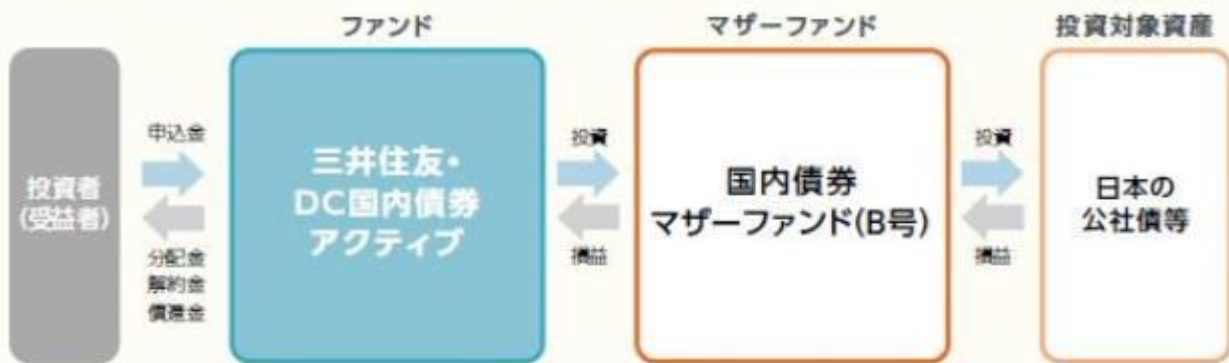 ファンド
マザーファンド
投資対象資産
投資者
(受益者)
申込金
分配金
解約金
償還金
三井住友・
DC国内債券
アクティブ
投資
損益
国内債券
マザーファンド(B号)
投資
損益
日本の
公社債等